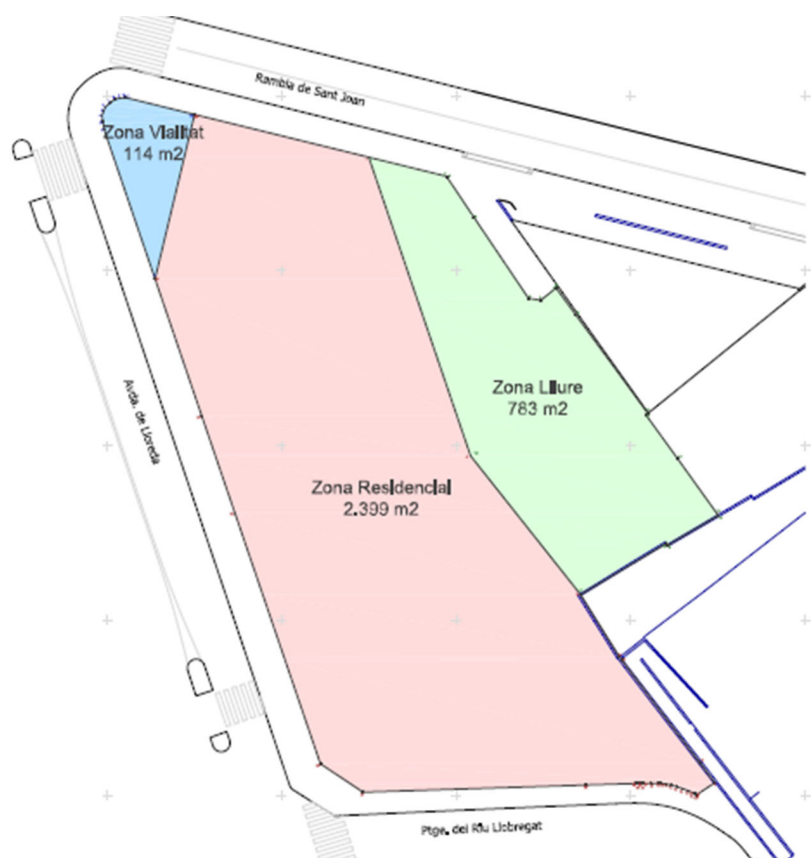 Rambla de Sant Joan
Zona Vialitat
114 m2
Zona Lliure
783 m2
Avda. de Lloreda
Zona Residencial
2.399 m2
Ptge. del Riu Llobregat